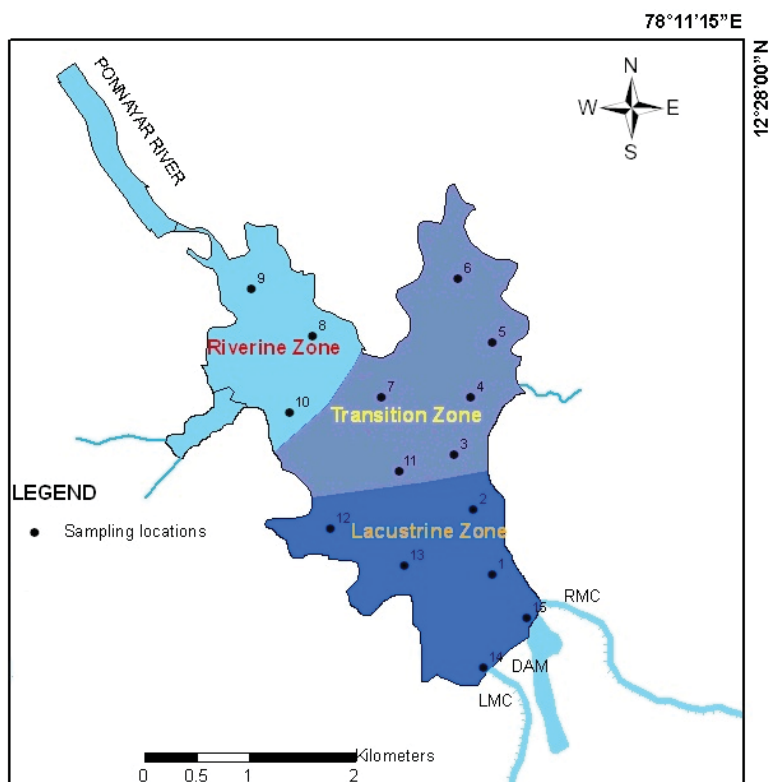 78°11'15"E
12°28'00"N
N
W E
S
PONNAYAR RIVER
9
6
8
5
Riverine Zone
10
7
4
Transition Zone
3
11
LEGEND
Sampling locations
2
12
Lacustrine Zone
13
1
RMC
15
14
DAM
LMC
Kilometers
0 0.5 1 2